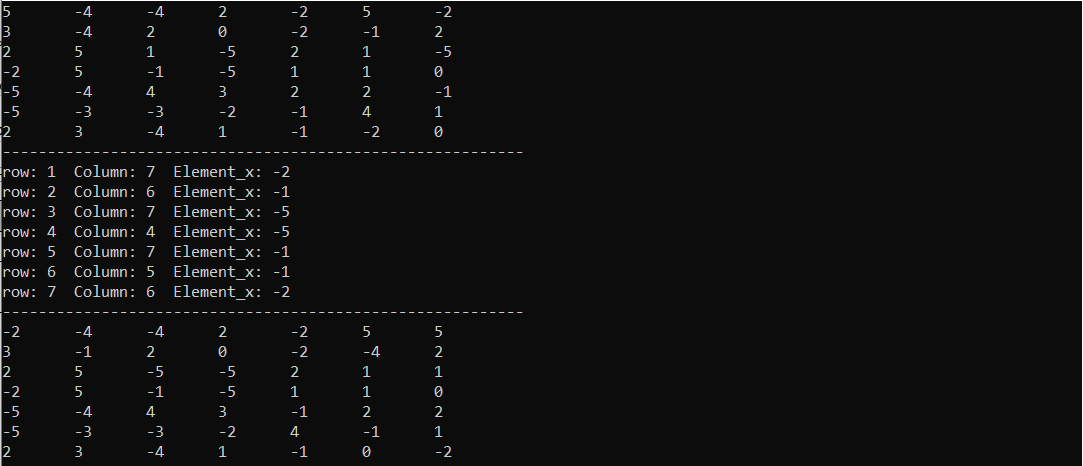 5 -4 -4 2 -2 5 -2
3 -4 2 0 -2 -1 2
2 5 1 -5 2 1 -5
-2 5 -1 -5 1 1 0
-5 -4 4 3 2 2 -1
-5 -3 -3 -2 -1 4 1
2 3 -4 1 -1 -2 0
----------------------------------------------------------
row: 1 Column: 7 Element_x: -2
row: 2 Column: 6 Element_x: -1
row: 3 Column: 7 Element_x: -5
row: 4 Column: 4 Element_x: -5
row: 5 Column: 7 Element_x: -1
row: 6 Column: 5 Element_x: -1
row: 7 Column: 6 Element_x: -2
----------------------------------------------------------
-2 -4 -4 2 -2 5 5
3 -1 2 0 -2 -4 2
2 5 -5 -5 2 1 1
-2 5 -1 -5 1 1 0
-5 -4 4 3 -1 2 2
-5 -3 -3 -2 4 -1 1
2 3 -4 1 -1 0 -2